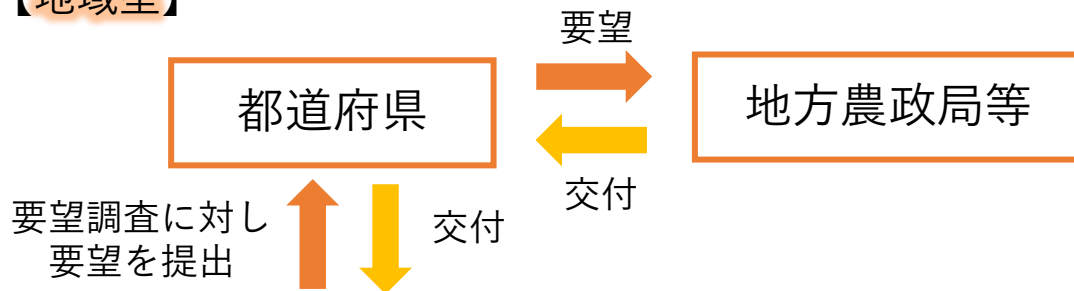 【地域型】
要望
都道府県
地方農政局等
交付
要望調査に対し
要望を提出
交付